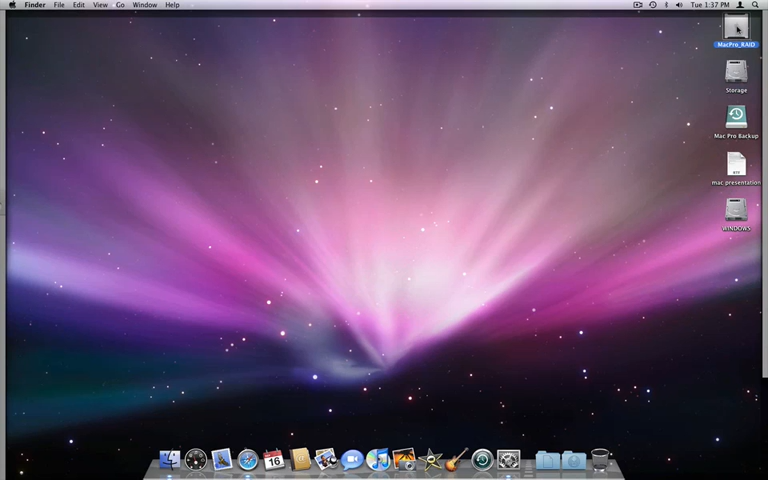 Finder File Edit View Go Window Help Tue 1:37 PM
MacPro_RAID
Storage
Mac Pro Backup
mac presentation
WINDOWS
16